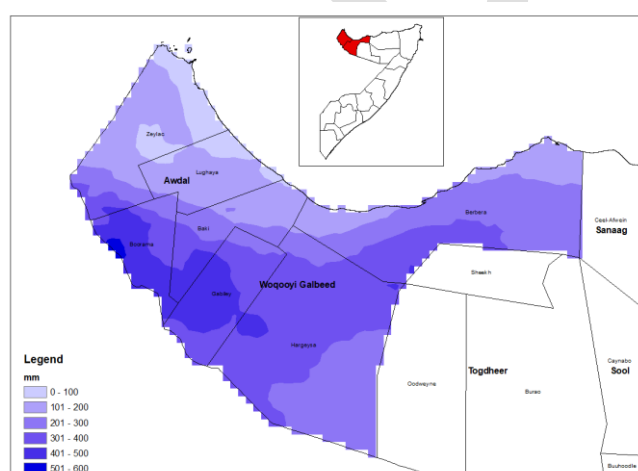 Zeylac
Lughaye
Awdal
Baki
Borama
Gabiley
Woqooyi Galbeed
Hargeysa
Berbera
Ceel-Afwein
Sanaag
Sheekh
Togdheer
Oodweyne
Burao
Caynabo
Sool
Buuhoodle
Legend
mm
0 - 100
101 - 200
201 - 300
301 - 400
401 - 500
501 - 600